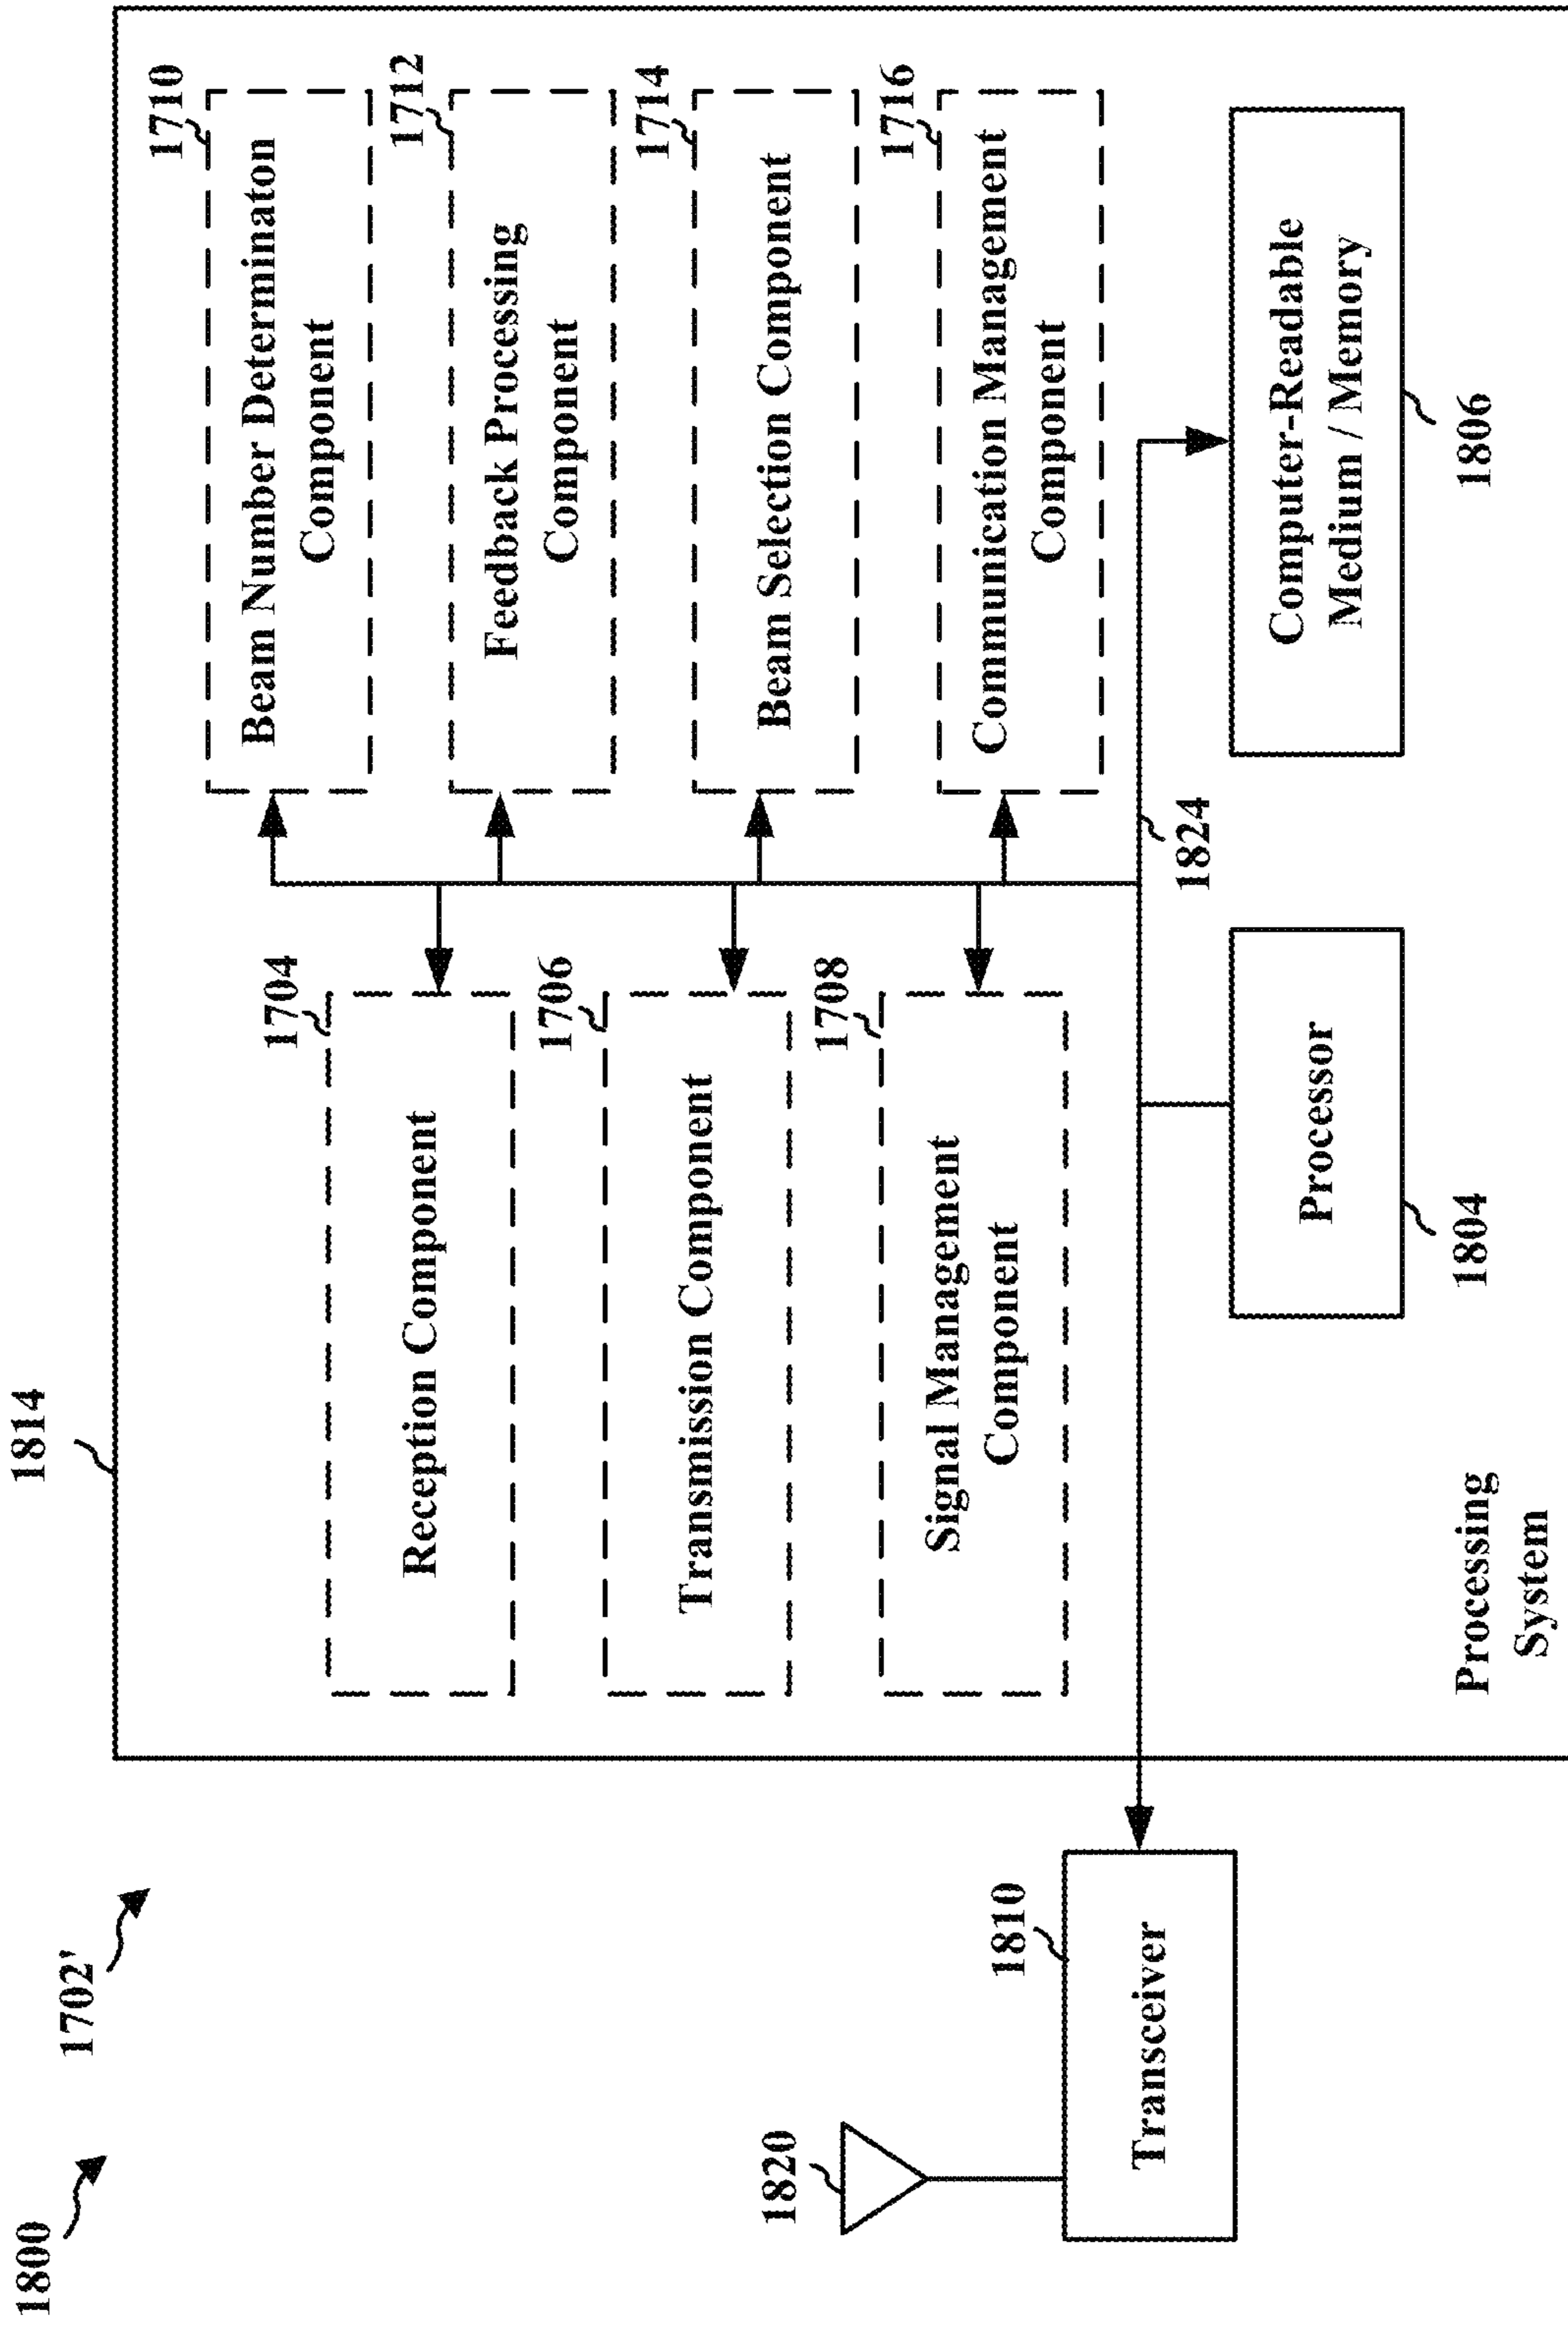 1800
1702'
1814
1704
Reception Component
1706
Transmission Component
1708
Signal Management
Component
1710
Beam Number Determinaton
Component
1712
Feedback Processing
Component
1714
Beam Selection Component
1716
Communication Management
Component
1820
1810
Transceiver
1824
Processor
1804
Computer-Readable
Medium / Memory
1806
Processing
System